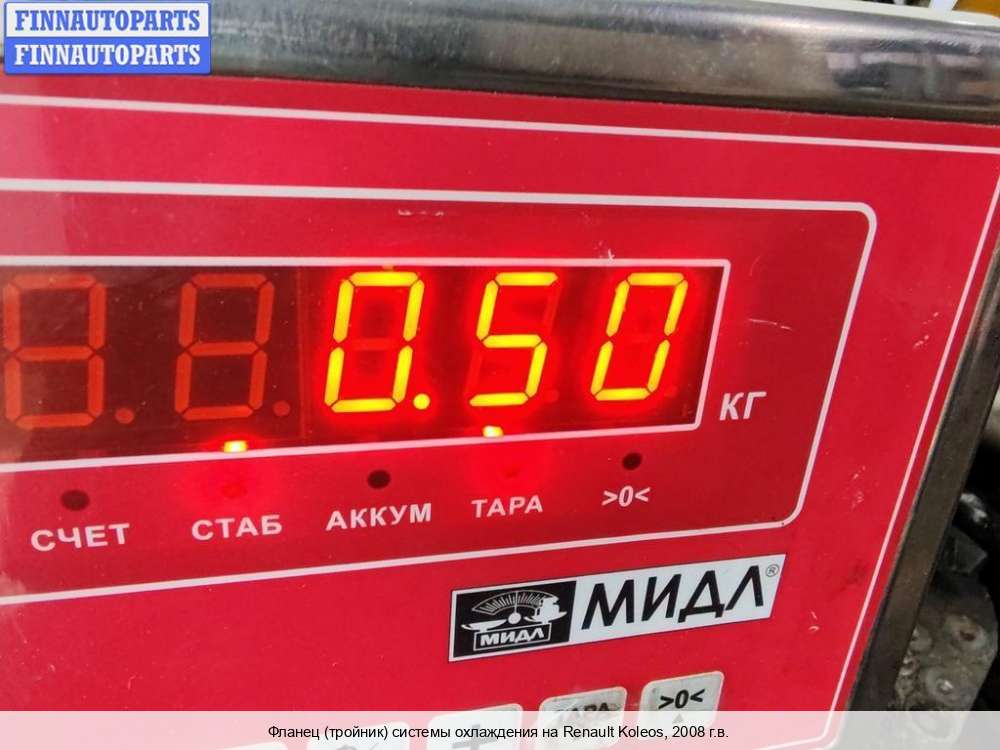 FINNAUTOPARTS
FINNAUTOPARTS
0.50
КГ
СЧЕТ СТАБ АККУМ ТАРА >0<
МИДЛ МИДЛ®
ТАРА >0<
Фланец (тройник) системы охлаждения на Renault Koleos, 2008 г.в.